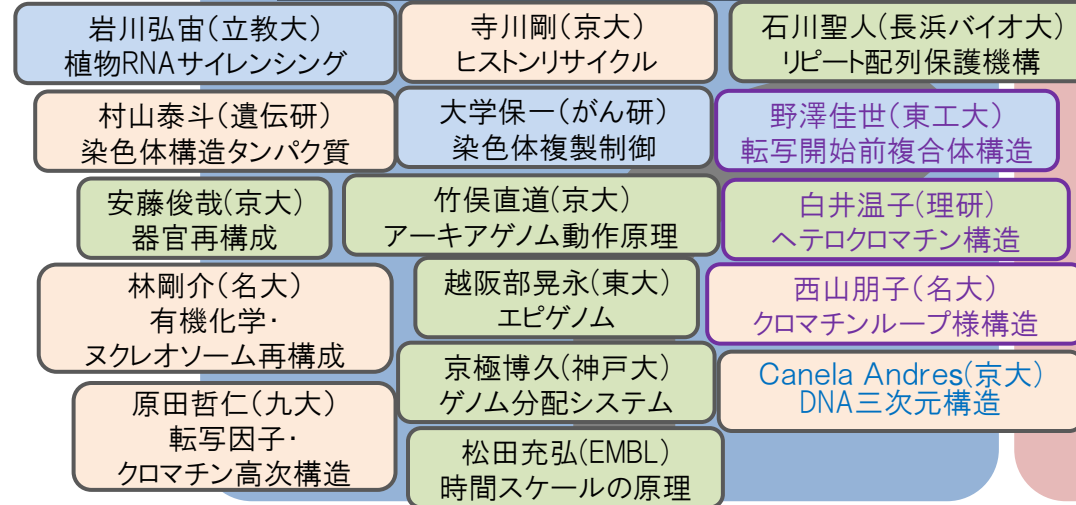 岩川弘宙(立教大)
植物RNAサイレンシング
寺川剛(京大)
ヒストンリサイクル
石川聖人(長浜バイオ大)
リピート配列保護機構
村山泰斗(遺伝研)
染色体構造タンパク質
大学保一(がん研)
染色体複製制御
野澤佳世(東工大)
転写開始前複合体構造
安藤俊哉(京大)
器官再構成
竹俣直道(京大)
アーキアゲノム動作原理
白井温子(理研)
ヘテロクロマチン構造
林剛介(名大)
有機化学・
ヌクレオソーム再構成
越阪部晃永(東大)
エピゲノム
西山朋子(名大)
クロマチンループ様構造
京極博久(神戸大)
ゲノム分配システム
Canela Andres(京大)
DNA三次元構造
原田哲仁(九大)
転写因子・
クロマチン高次構造
松田充弘(EMBL)
時間スケールの原理